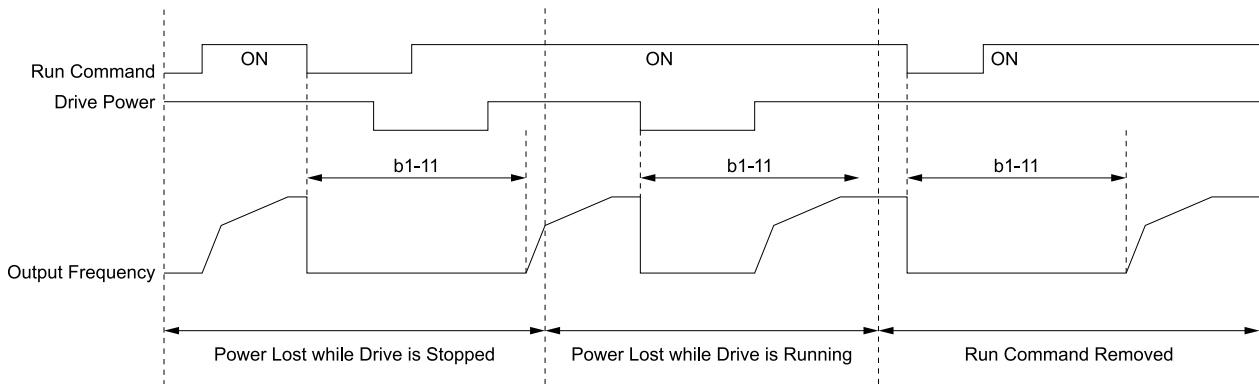 Run Command
ON
ON
ON
Drive Power
b1-11
b1-11
b1-11
Output Frequency
Power Lost while Drive is Stopped
Power Lost while Drive is Running
Run Command Removed